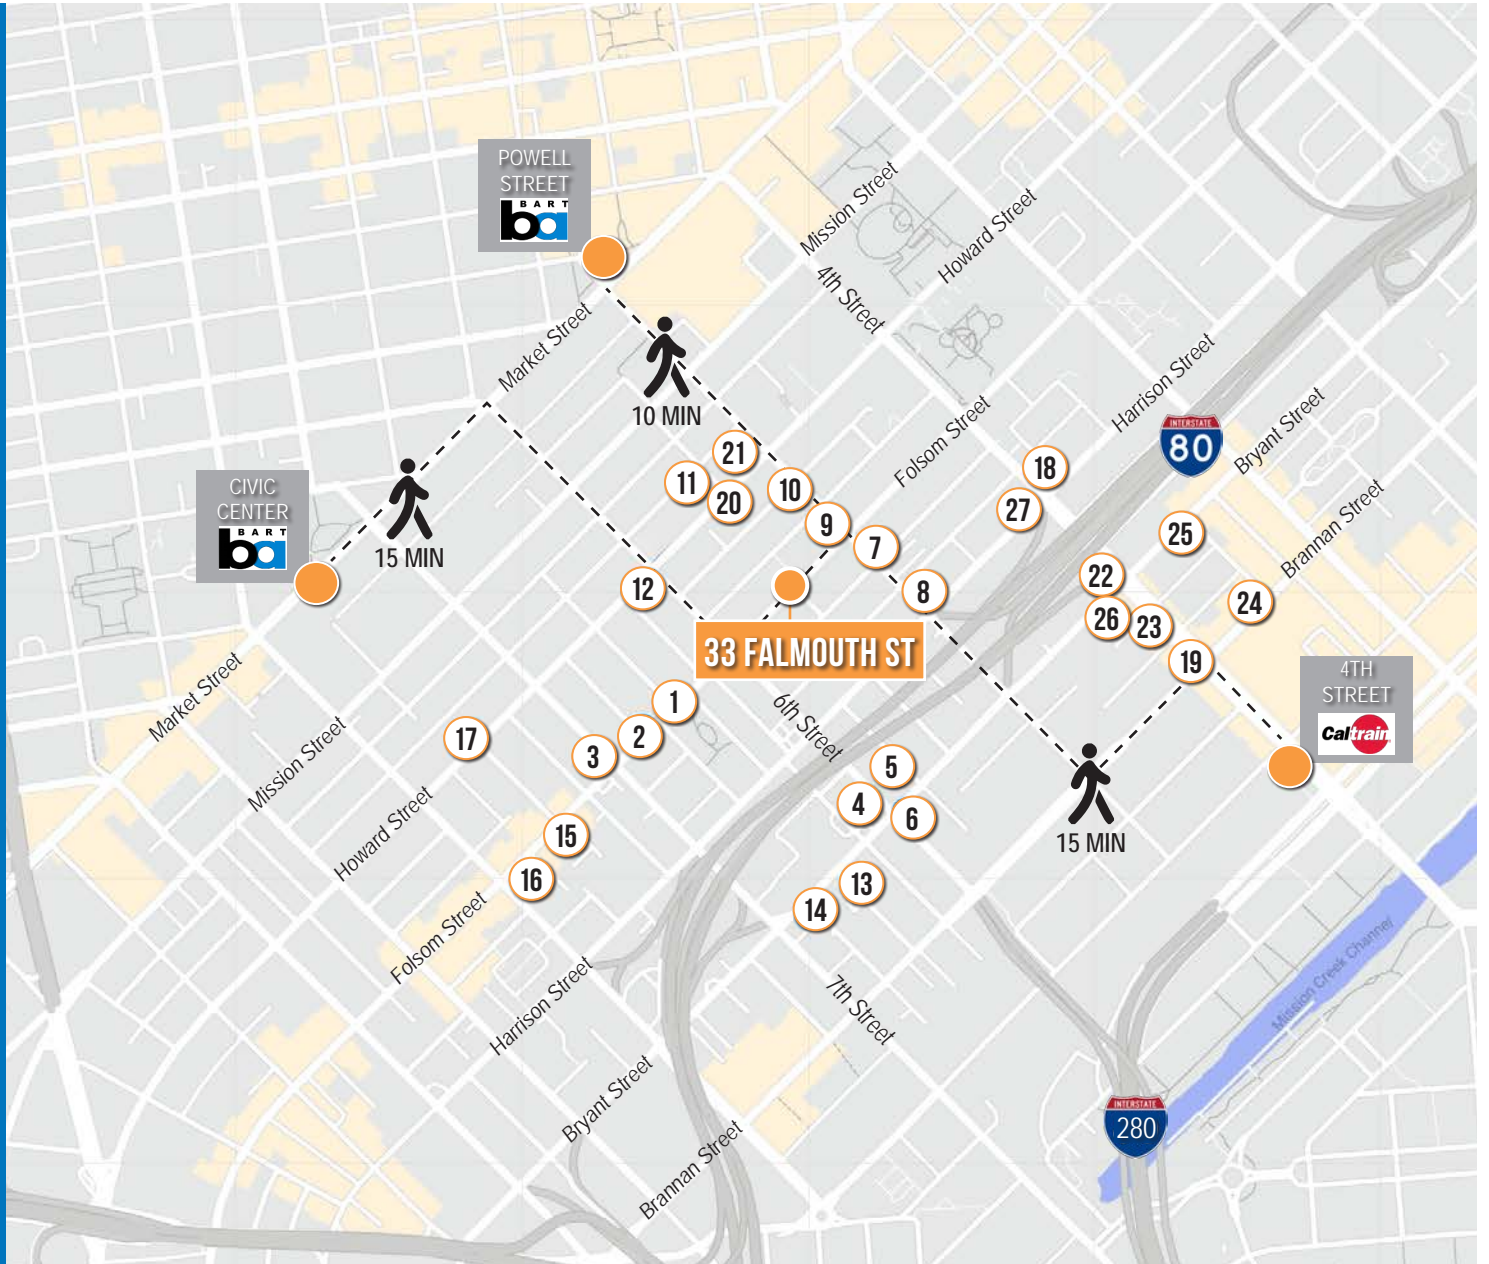 POWELL
STREET
BART
ba
Mission Street
Howard Street
4th Street
Market Street
10 MIN
Harrison Street
INTERSTATE
80
Bryant Street
Folsom Street
Brannan Street
CIVIC
CENTER
BART
ba
15 MIN
21
11
20
10
9
7
18
27
25
12
8
22
26
23
24
19
33 FALMOUTH ST
4TH
STREET
Caltrain
Market Street
Mission Street
Howard Street
6th Street
1
2
3
17
5
4
6
15 MIN
15
16
13
14
Folsom Street
Harrison Street
7th Street
Mission Creek Channel
Bryant Street
Brannan Street
INTERSTATE
280